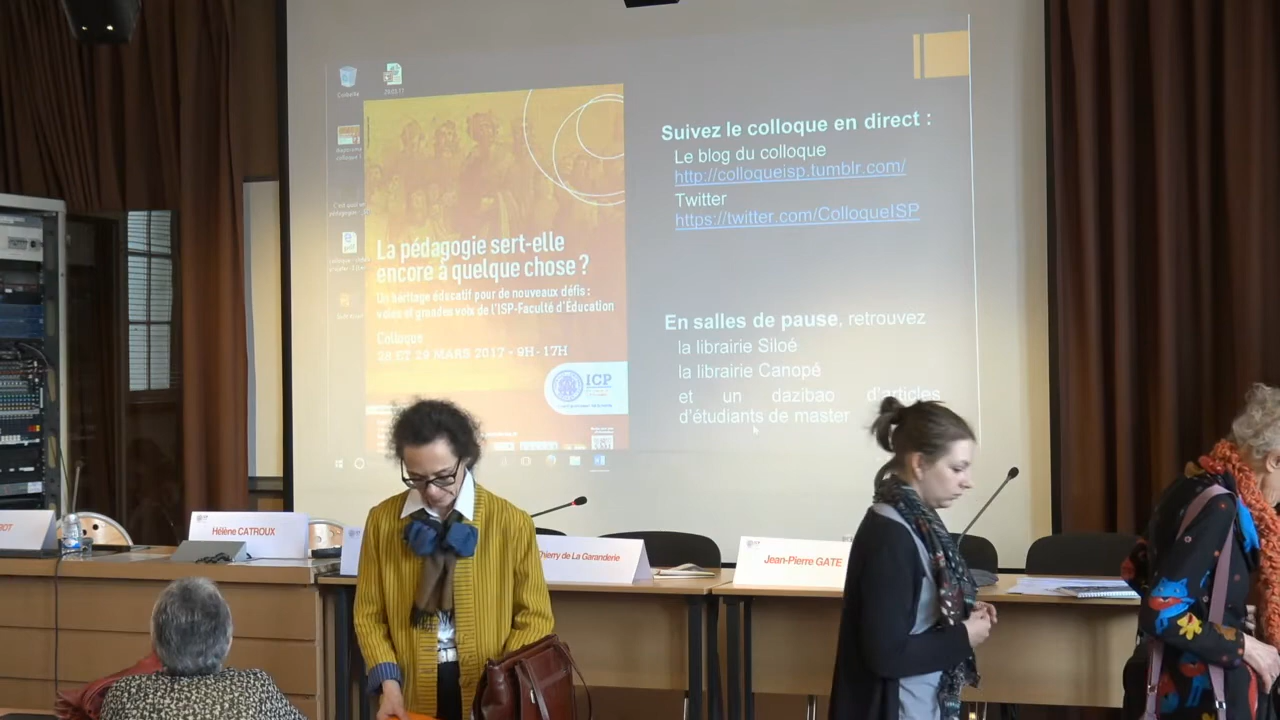 La pédagogie sert-elle
encore à quelque chose ?
Un héritage éducatif pour de nouveaux défis :
voies et grandes voix de l'ISP-Faculté d'Éducation
Colloque
28 ET 29 MARS 2017 - 9H - 17H
ICP
Suivez le colloque en direct :
Le blog du colloque
http://colloqueisp.tumblr.com/
Twitter
https://twitter.com/ColloqueISP
En salles de pause, retrouvez
la librairie Siloé
la librairie Canopé
et un dazibao d'articles
d'étudiants de master
Hélène CATROUX
Thierry de La Garanderie
Jean-Pierre GATE